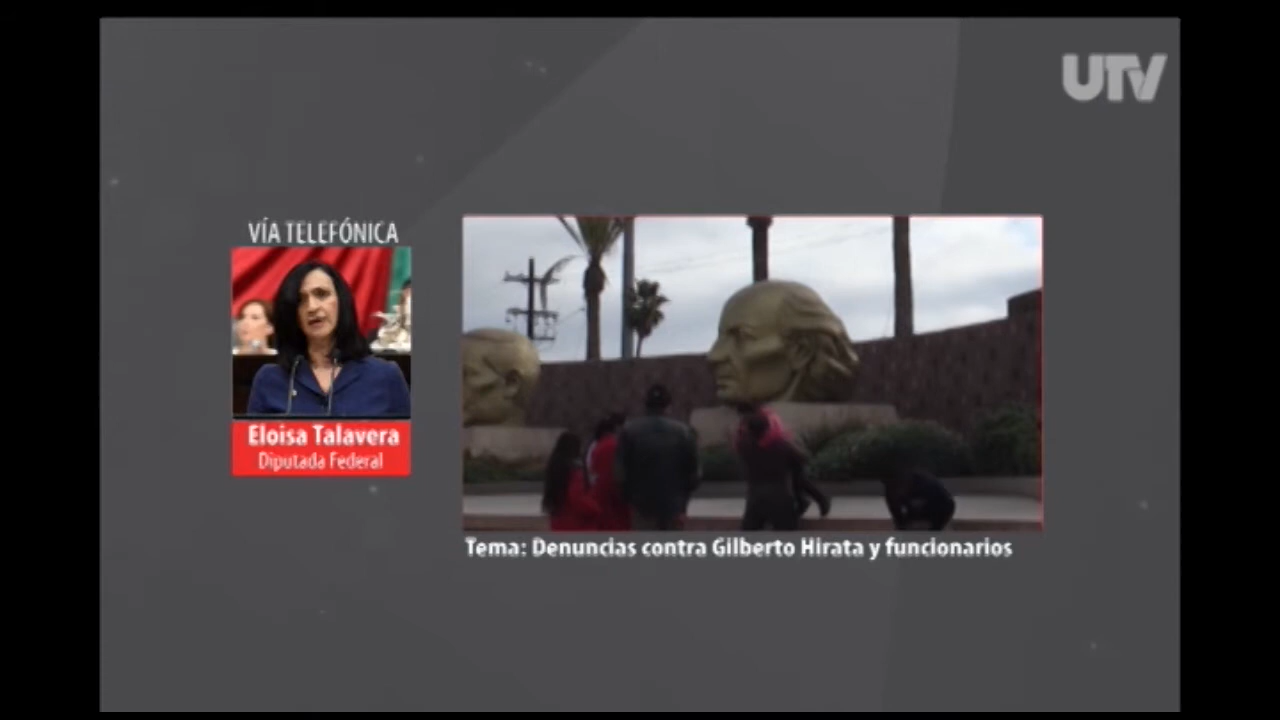 UTV
VÍA TELEFÓNICA
Eloisa Talavera
Diputada Federal
Tema: Denuncias contra Gilberto Hirata y funcionarios